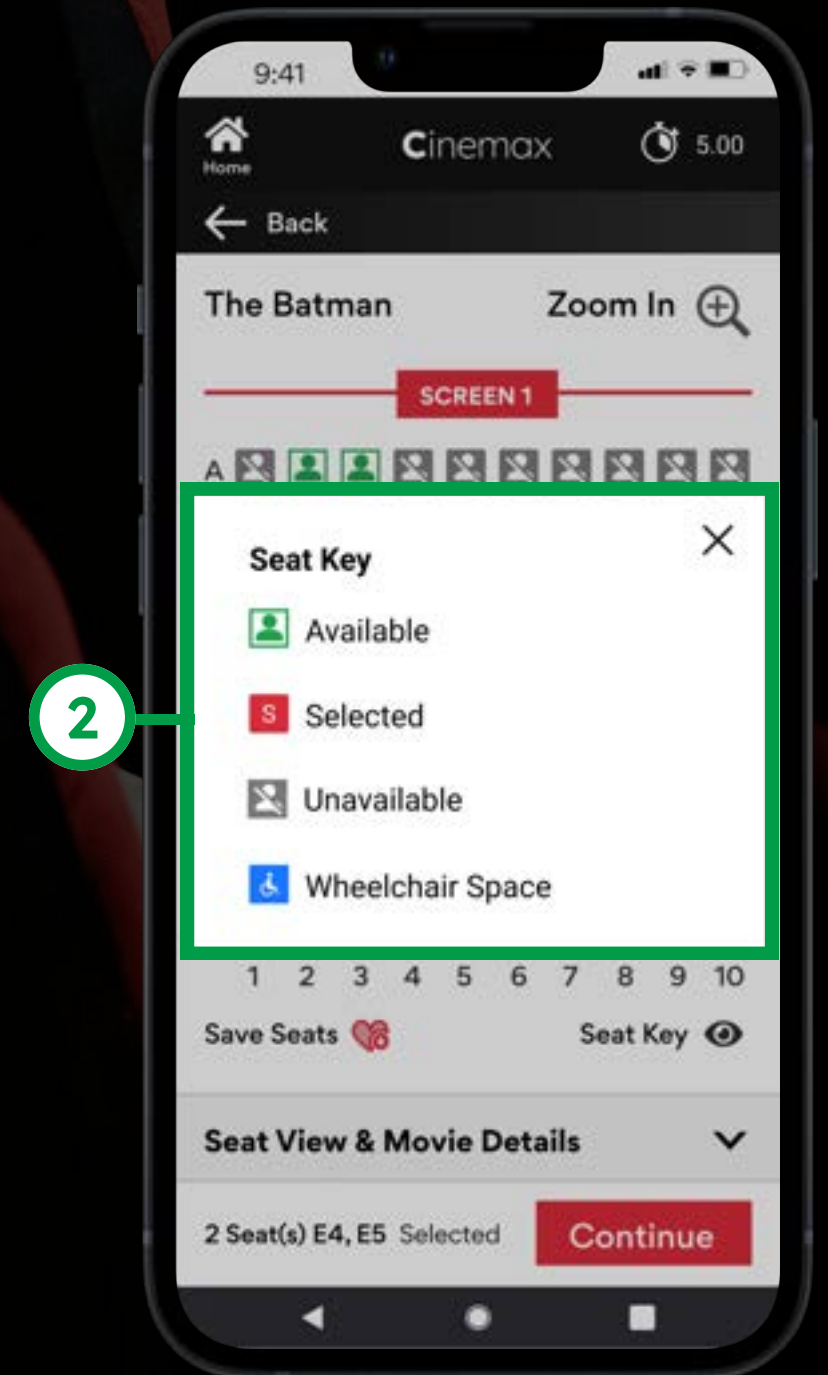 9:41
Cinemax
5.00
Home
Back
The Batman Zoom In
SCREEN 1
A
Seat Key
Available
S Selected
2
Unavailable
Wheelchair Space
1 2 3 4 5 6 7 8 9 10
Save Seats Seat Key
Seat View & Movie Details
2 Seat(s) E4, E5 Selected Continue